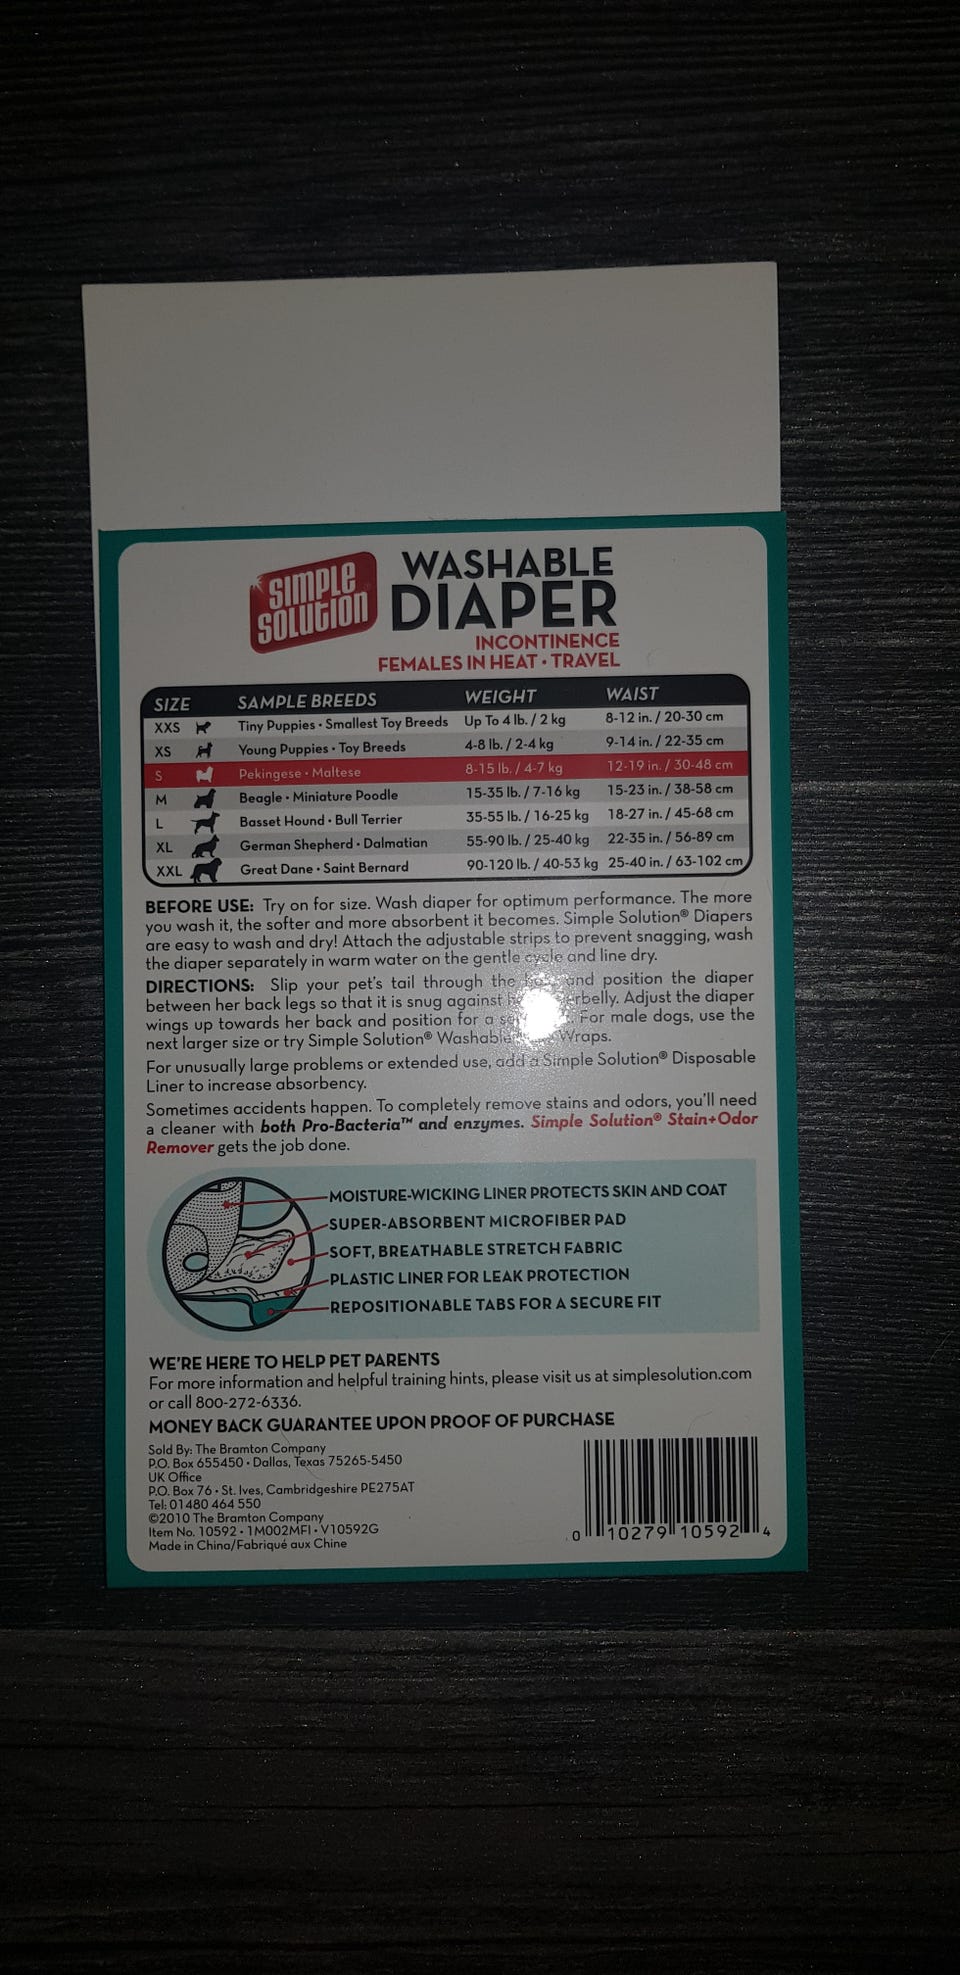 SIMPLE
SOLUTION
WASHABLE
DIAPER
INCONTINENCE
FEMALES IN HEAT • TRAVEL
SIZE SAMPLE BREEDS WEIGHT WAIST
XXS Tiny Puppies • Smallest Toy Breeds Up To 4 lb. / 2 kg 8-12 in. / 20-30 cm
XS Young Puppies • Toy Breeds 4-8 lb. / 2-4 kg 9-14 in. / 22-35 cm
S Pekingese • Maltese 8-15 lb. / 4-7 kg 12-19 in. / 30-48 cm
M Beagle • Miniature Poodle 15-35 lb. / 7-16 kg 15-23 in. / 38-58 cm
L Basset Hound • Bull Terrier 35-55 lb. / 16-25 kg 18-27 in. / 45-68 cm
XL German Shepherd • Dalmatian 55-90 lb. / 25-40 kg 22-35 in. / 56-89 cm
XXL Great Dane • Saint Bernard 90-120 lb. / 40-53 kg 25-40 in. / 63-102 cm
BEFORE USE: Try on for size. Wash diaper for optimum performance. The more
you wash it, the softer and more absorbent it becomes. Simple Solution® Diapers
are easy to wash and dry! Attach the adjustable strips to prevent snagging, wash
the diaper separately in warm water on the gentle cycle and line dry.
DIRECTIONS: Slip your pet's tail through the and position the diaper
between her back legs so that it is snug against Adjust the diaper
wings up towards her back and position for a For male dogs, use the
next larger size or try Simple Solution® Washable Wraps.
For unusually large problems or extended use, add a Simple Solution® Disposable
Liner to increase absorbency.
Sometimes accidents happen. To completely remove stains and odors, you'll need
a cleaner with both Pro-Bacteria™ and enzymes. Simple Solution® Stain+Odor
Remover gets the job done.
MOISTURE-WICKING LINER PROTECTS SKIN AND COAT
SUPER-ABSORBENT MICROFIBER PAD
SOFT, BREATHABLE STRETCH FABRIC
PLASTIC LINER FOR LEAK PROTECTION
REPOSITIONABLE TABS FOR A SECURE FIT
WE'RE HERE TO HELP PET PARENTS
For more information and helpful training hints, please visit us at simplesolution.com
or call 800-272-6336.
MONEY BACK GUARANTEE UPON PROOF OF PURCHASE
Sold By: The Bramton Company
P.O. Box 655450 • Dallas, Texas 75265-5450
UK Office
P.O. Box 76 • St. Ives, Cambridgeshire PE275AT
Tel: 01480 464 550
©2010 The Bramton Company
Item No. 10592 • 1M002MFI • V10592G
Made in China/Fabriqué aux Chine
0 10279 10592 4